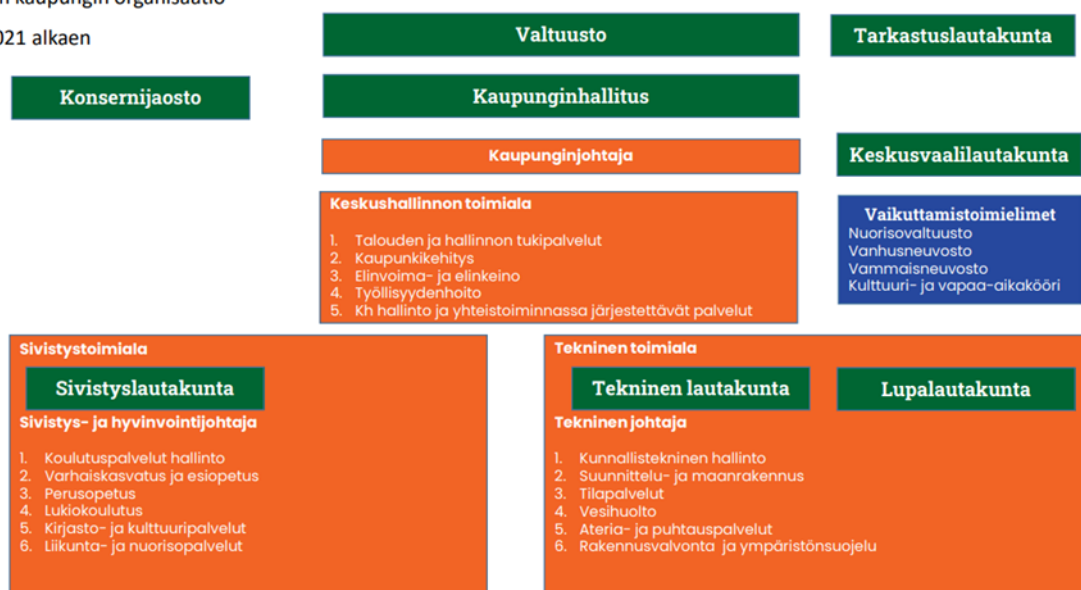 n kaupungin organisaatio
021 alkaen
Valtuusto
Tarkastuslautakunta
Konsernijaosto
Kaupunginhallitus
Kaupunginjohtaja
Keskusvaalilautakunta
Keskushallinnon toimiala
1. Talouden ja hallinnon tukipalvelut
2. Kaupunkikehitys
3. Elinvoima- ja elinkeino
4. Työllisyydenhoito
5. Kh hallinto ja yhteistoiminnassa järjestettävät palvelut
Vaikuttamistoimielimet
Nuorisovaltuusto
Vanhusneuvosto
Vammaisneuvosto
Kulttuuri- ja vapaa-aikakööri
Sivistystoimiala
Sivistyslautakunta
Sivistys- ja hyvinvointijohtaja
1. Koulutuspalvelut hallinto
2. Varhaiskasvatus ja esiopetus
3. Perusopetus
4. Lukiokoulutus
5. Kirjasto- ja kulttuuripalvelut
6. Liikunta- ja nuorisopalvelut
Tekninen toimiala
Tekninen lautakunta
Lupalautakunta
Tekninen johtaja
1. Kunnallistekninen hallinto
2. Suunnittelu- ja maanrakennus
3. Tilapalvelut
4. Vesihuolto
5. Ateria- ja puhtauspalvelut
6. Rakennusvalvonta ja ympäristönsuojelu